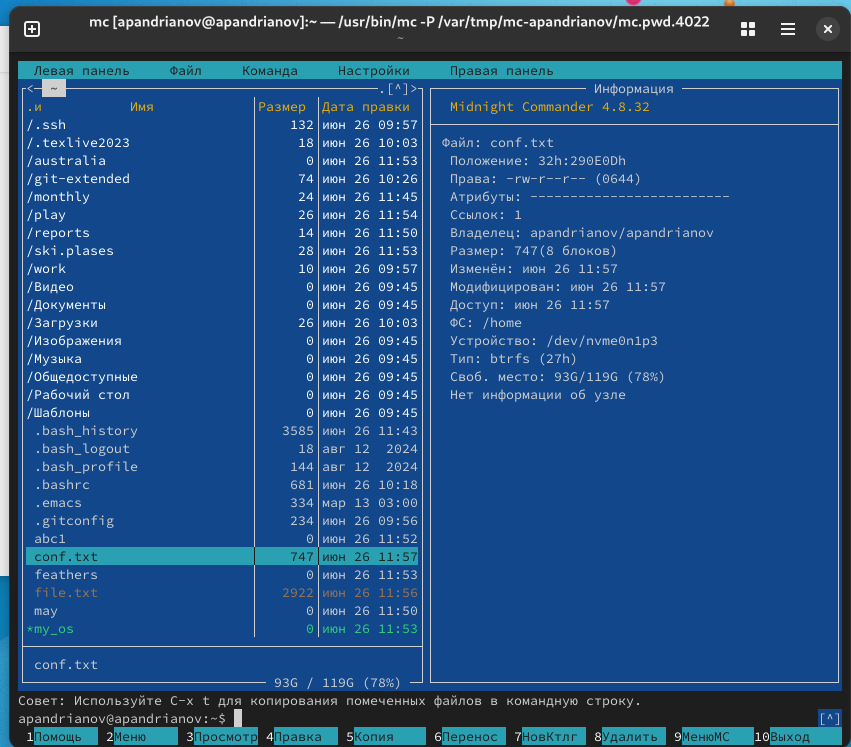 mc [apandrianov@apandrianov]:~ — /usr/bin/mc -P /var/tmp/mc-apandrianov/mc.pwd.4022
~
Левая панель Файл Команда Настройки Правая панель
<─ ~ .[^]>
.и Имя Размер Дата правки
/.ssh 132 июн 26 09:57
/.texlive2023 18 июн 26 10:03
/australia 0 июн 26 11:53
/git-extended 74 июн 26 10:26
/monthly 24 июн 26 11:45
/play 26 июн 26 11:54
/reports 14 июн 26 11:50
/ski.plases 28 июн 26 11:53
/work 10 июн 26 09:57
/Видео 0 июн 26 09:45
/Документы 0 июн 26 09:45
/Загрузки 26 июн 26 10:03
/Изображения 0 июн 26 09:45
/Музыка 0 июн 26 09:45
/Общедоступные 0 июн 26 09:45
/Рабочий стол 0 июн 26 09:45
/Шаблоны 0 июн 26 09:45
.bash_history 3585 июн 26 11:43
.bash_logout 18 авг 12 2024
.bash_profile 144 авг 12 2024
.bashrc 681 июн 26 10:18
.emacs 334 мар 13 03:00
.gitconfig 234 июн 26 09:56
abc1 0 июн 26 11:52
conf.txt 747 июн 26 11:57
feathers 0 июн 26 11:53
file.txt 2922 июн 26 11:56
may 0 июн 26 11:50
*my_os 0 июн 26 11:53
conf.txt
93G / 119G (78%)
Информация
Midnight Commander 4.8.32
Файл: conf.txt
Положение: 32h:290E0Dh
Права: -rw-r--r-- (0644)
Атрибуты: -------------------------
Ссылок: 1
Владелец: apandrianov/apandrianov
Размер: 747(8 блоков)
Изменён: июн 26 11:57
Модифицирован: июн 26 11:57
Доступ: июн 26 11:57
ФС: /home
Устройство: /dev/nvme0n1p3
Тип: btrfs (27h)
Своб. место: 93G/119G (78%)
Нет информации об узле
Совет: Используйте C-x t для копирования помеченных файлов в командную строку.
apandrianov@apandrianov:~$ [^]
1Помощь 2Меню 3Просмотр 4Правка 5Копия 6Перенос 7НовКтлг 8Удалить 9МенюMC 10Выход